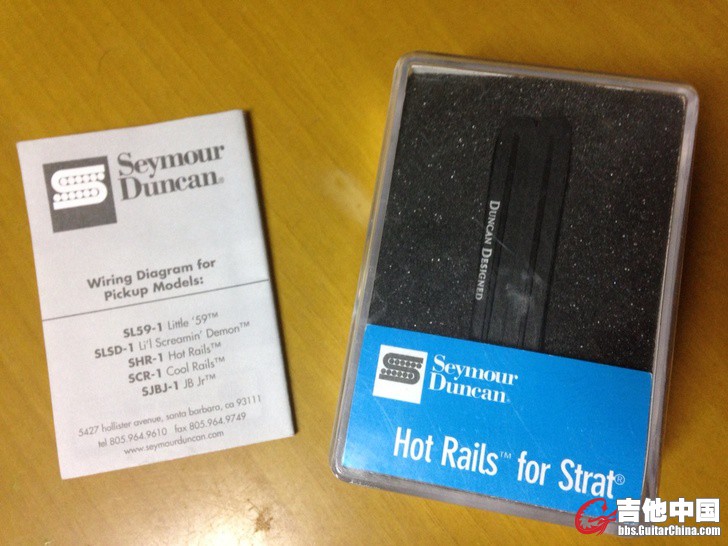 Seymour
Duncan®
Wiring Diagram for
Pickup Models:
SL59-1 Little '59™
SLSD-1 Li'l Screamin' Demon™
SHR-1 Hot Rails™
SCR-1 Cool Rails™
SJBJ-1 JB Jr™
5427 hollister avenue, santa barbara, ca 93111
tel 805.964.9610 fax 805.964.9749
www.seymourduncan.com
DUNCAN DESIGNED
Seymour
Duncan®
Hot Rails™ for Strat®
吉他中国
bbs.GuitarChina.com